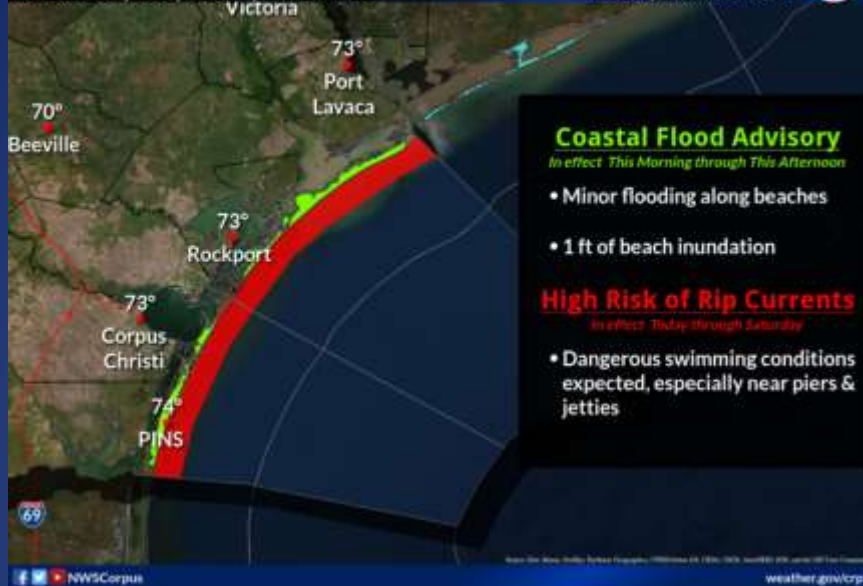 Victoria
73°
Port
Lavaca
70°
Beeville
73°
Rockport
73°
Corpus
Christi
74°
PINS
69
Coastal Flood Advisory
In effect This Morning through This Afternoon
• Minor flooding along beaches
• 1 ft of beach inundation
High Risk of Rip Currents
In effect Today through Saturday
• Dangerous swimming conditions
expected, especially near piers &
jetties
NWSCorpus
weather.gov/crp